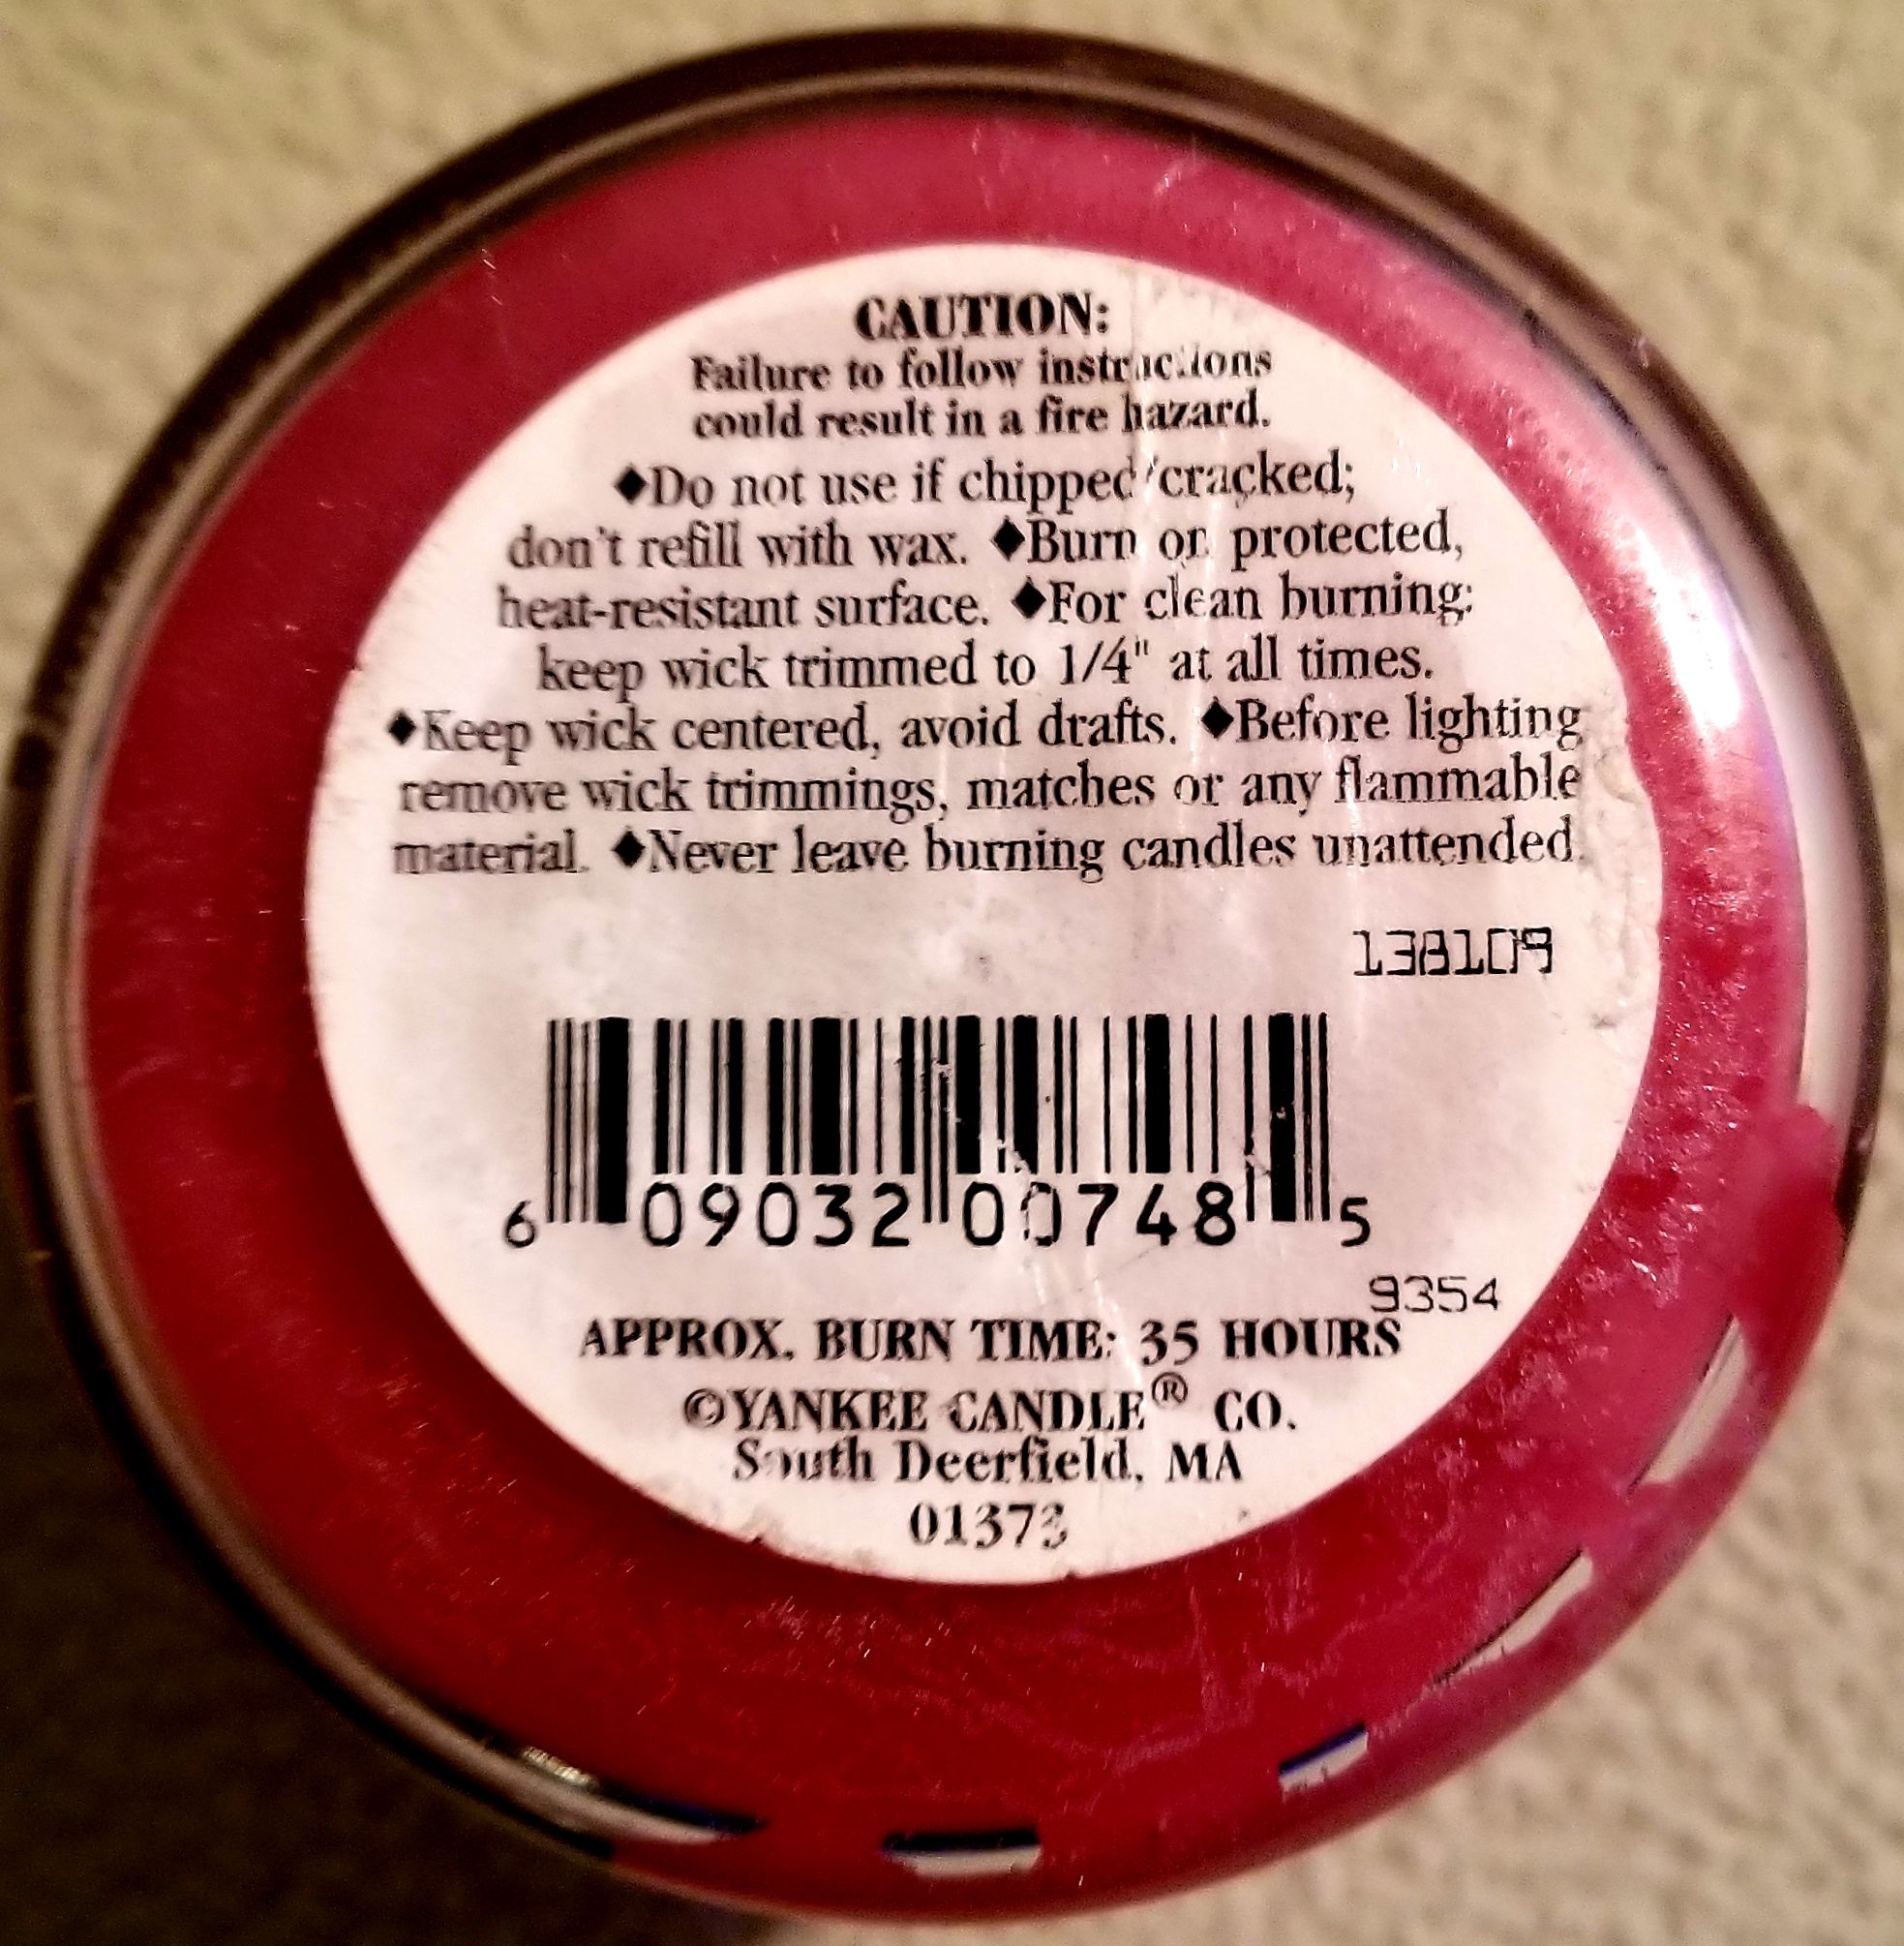 CAUTION:
Failure to follow instructions
could result in a fire hazard.
♦Do not use if chipped/cracked;
don't refill with wax. ♦Burn on protected,
heat-resistant surface. ♦For clean burning:
keep wick trimmed to 1/4" at all times.
♦Keep wick centered, avoid drafts. ♦Before lighting
remove wick trimmings, matches or any flammable
material. ♦Never leave burning candles unattended.
138109
6 09032 00748 5
9354
APPROX. BURN TIME: 35 HOURS
©YANKEE CANDLE® CO.
South Deerfield, MA
01373